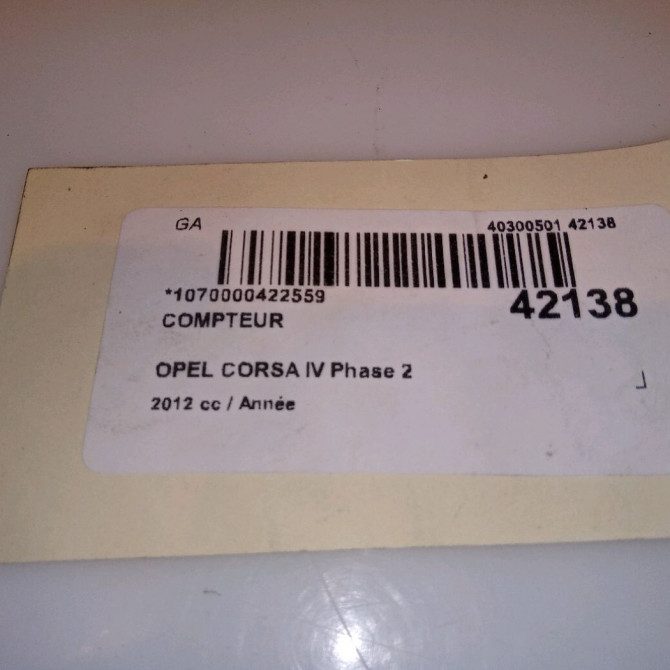 GA 40300501 42138
*1070000422559 42138
COMPTEUR
OPEL CORSA IV Phase 2
2012 cc / Année